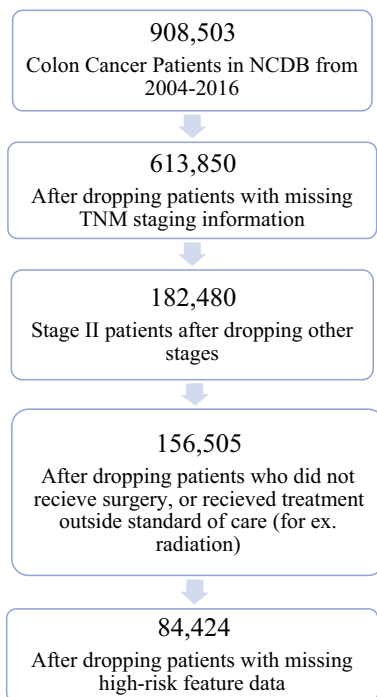 908,503
Colon Cancer Patients in NCDB from
2004-2016
613,850
After dropping patients with missing
TNM staging information
182,480
Stage II patients after dropping other
stages
156,505
After dropping patients who did not
recieve surgery, or recieved treatment
outside standard of care (for ex.
radiation)
84,424
After dropping patients with missing
high-risk feature data